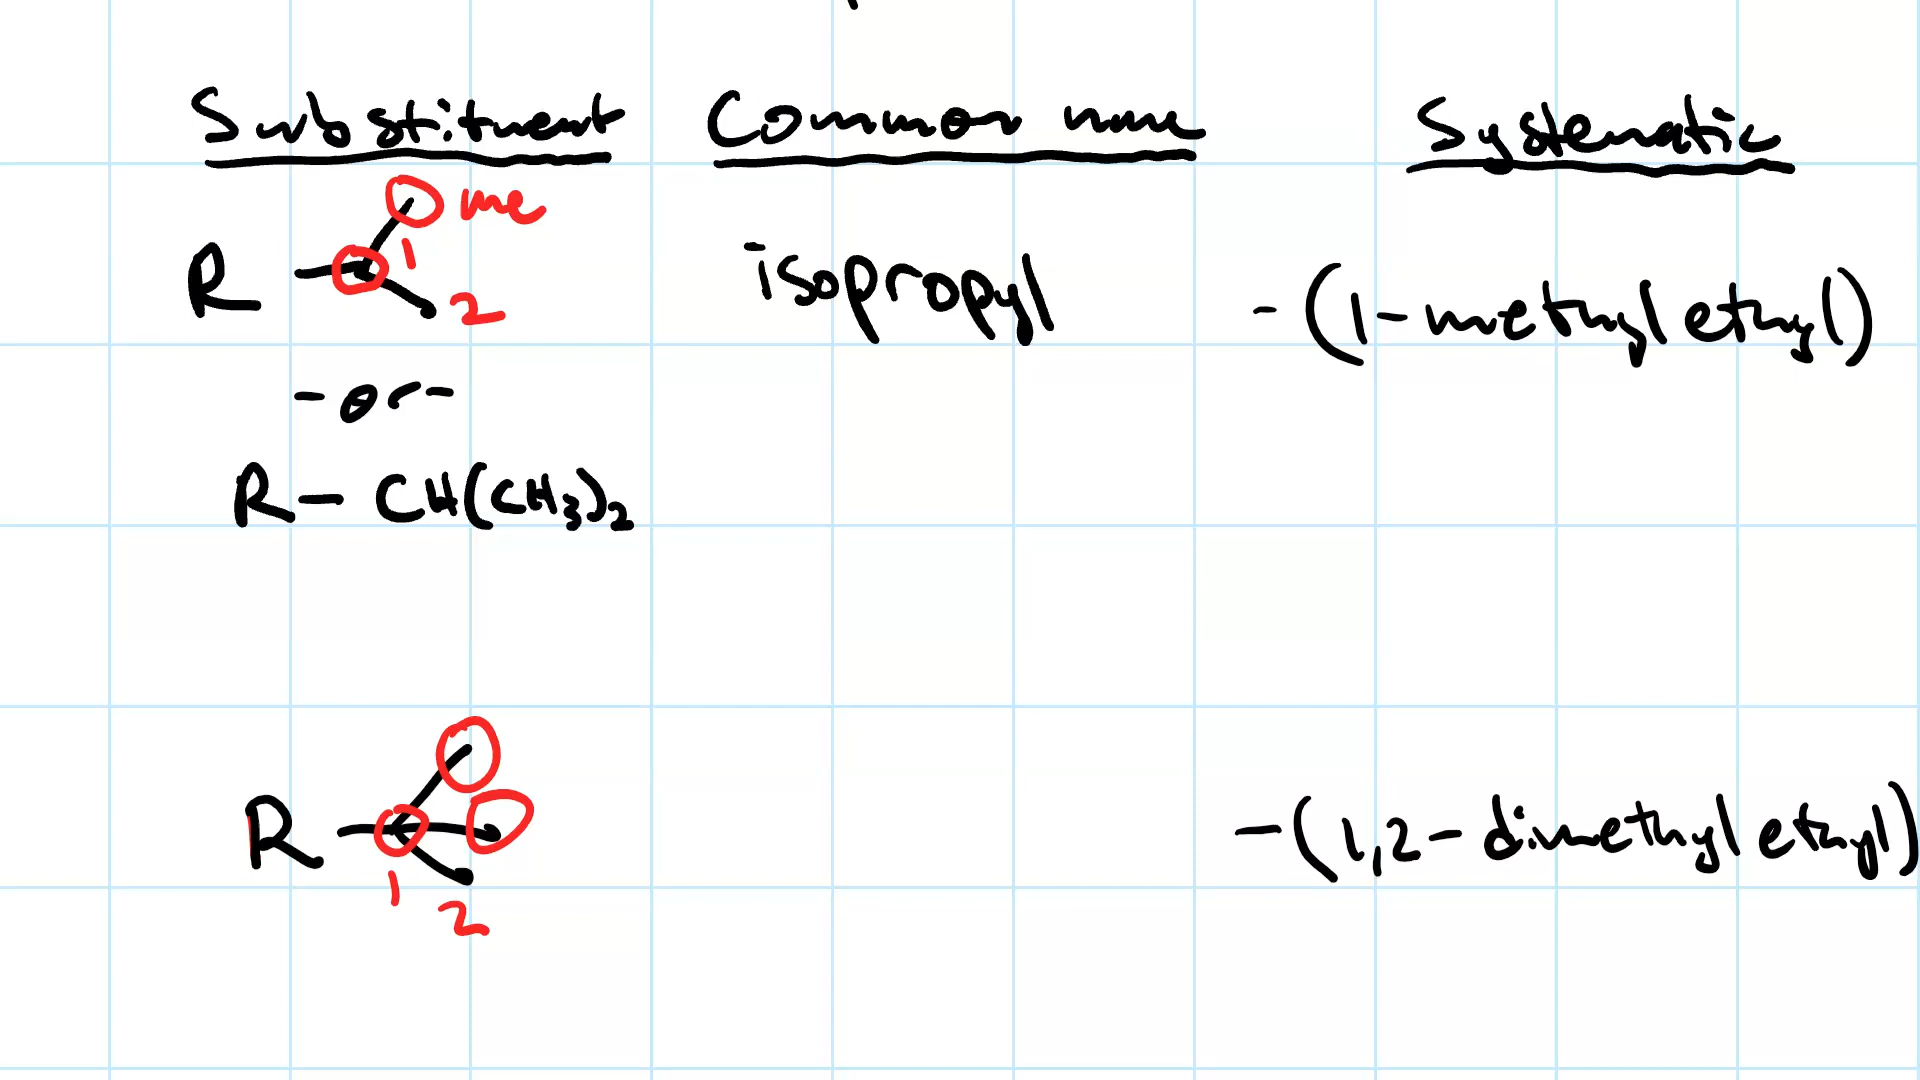 Substituent Common name Systematic
me
R 1 isopropyl -(1-methylethyl)
2
-or-
R-CH(CH₃)₂
R -(1,2-dimethylethyl)
1
2